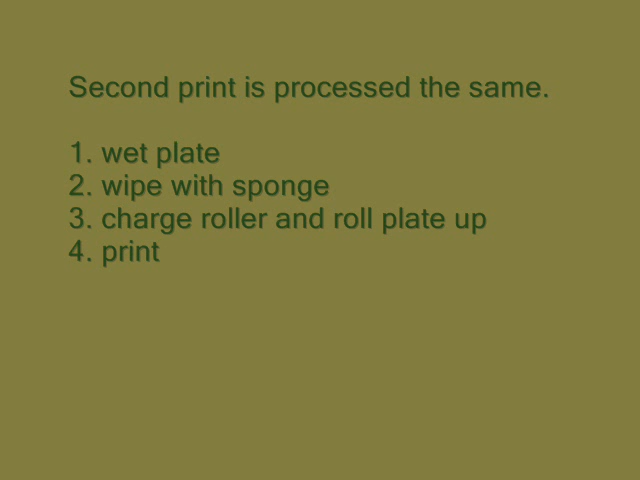 Second print is processed the same.
1. wet plate
2. wipe with sponge
3. charge roller and roll plate up
4. print